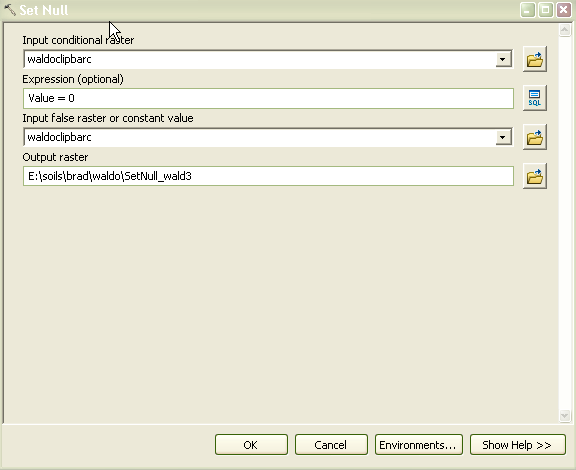 Set Null
Input conditional raster
waldoclipbarc
Expression (optional)
Value = 0
SQL
Input false raster or constant value
waldoclipbarc
Output raster
E:\soils\brad\waldo\SetNull_wald3
OK
Cancel
Environments...
Show Help >>